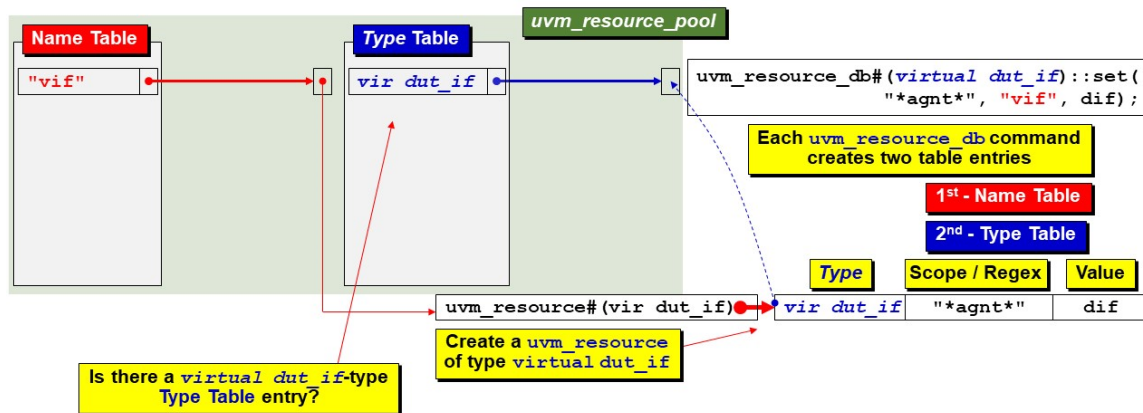 uvm_resource_pool
Name Table
Type Table
"vif"
vir dut_if
uvm_resource_db#(virtual dut_if)::set(
"*agnt*", "vif", dif);
Each uvm_resource_db command
creates two table entries
1st - Name Table
2nd - Type Table
Type
Scope / Regex
Value
uvm_resource#(vir dut_if)
vir dut_if
"*agnt*"
dif
Create a uvm_resource
of type virtual dut_if
Is there a virtual dut_if-type
Type Table entry?